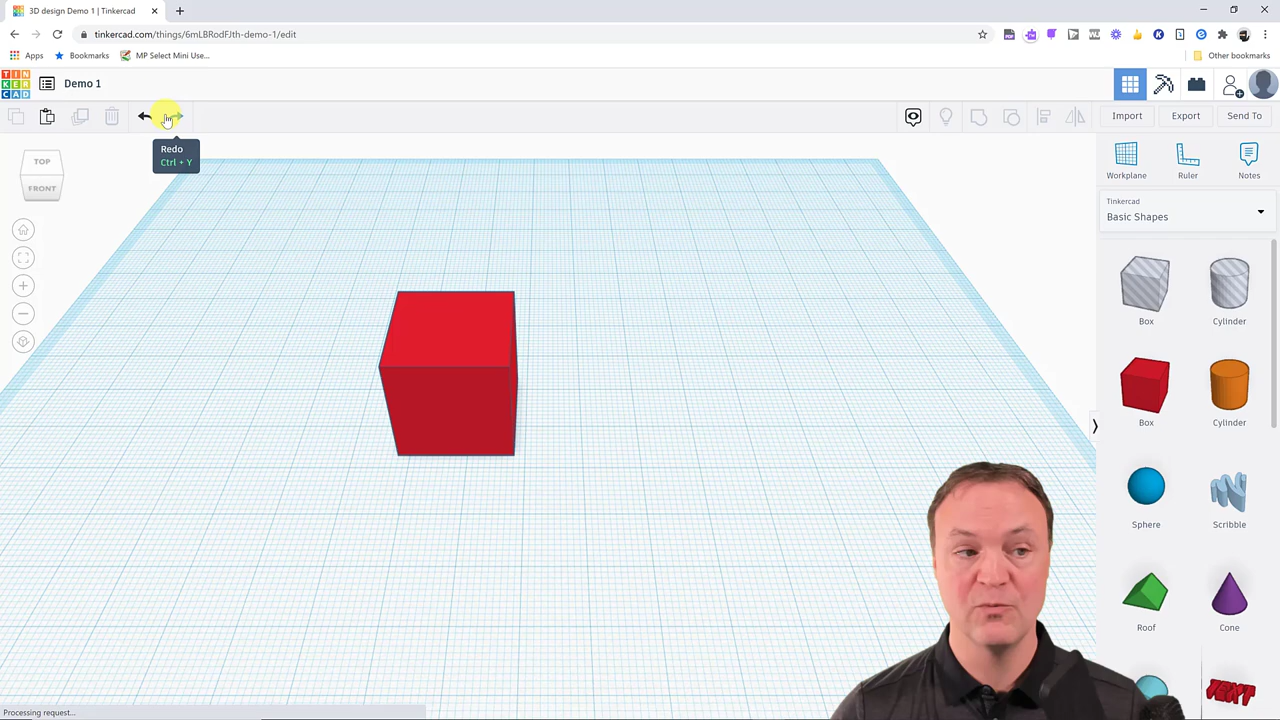 3D design Demo 1 | Tinkercad
tinkercad.com/things/6mLBRodFJth-demo-1/edit
Apps
Bookmarks
MP Select Mini Use...
Other bookmarks
TIN
KER
CAD
Demo 1
Import
Export
Send To
Redo
Ctrl + Y
TOP
FRONT
Workplane
Ruler
Notes
Tinkercad
Basic Shapes
Box
Cylinder
Box
Cylinder
Sphere
Scribble
Roof
Cone
TEXT
Processing request...